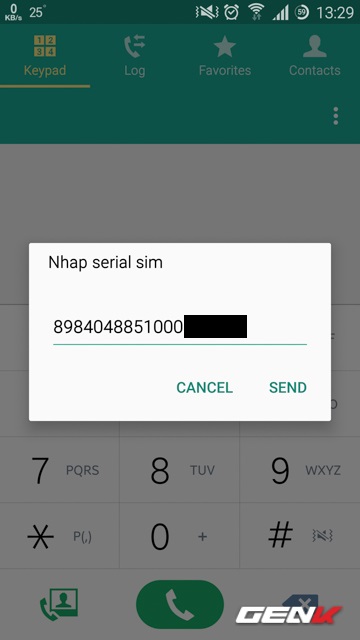 0
KB/s
25°
59
13:29
Keypad
Log
Favorites
Contacts
Nhap serial sim
8984048851000
CANCEL
SEND
7 PQRS
8 TUV
9 WXYZ
* P(,)
0 +
#
GENK